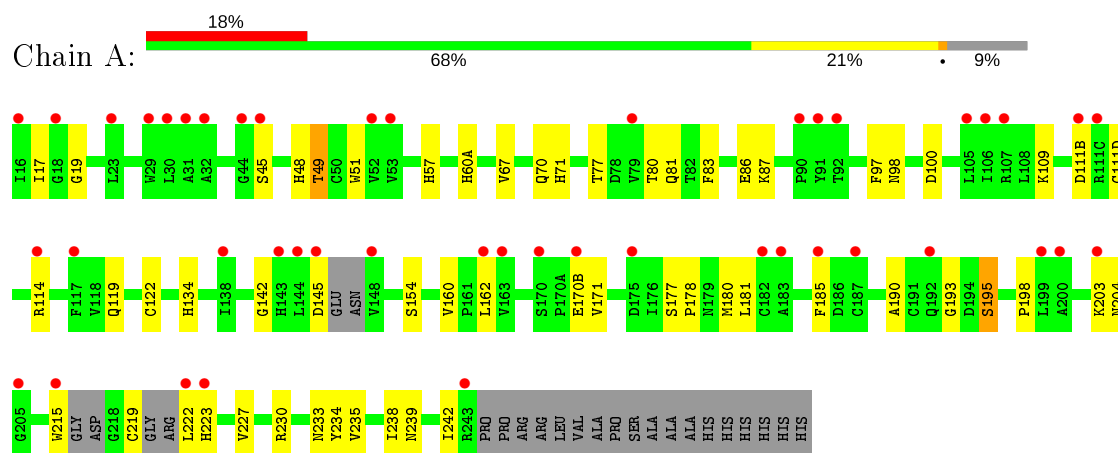 18%
Chain A:
68% 21% • 9%
I16 I17 G18 G19 L23 W29 L30 A31 A32 G44 S45 H48 T49 C50 W51 V52 V53 H57 H60A V67 Q70 H71 T77 D78 V79 T80 Q81 T82 F83 E86 K87 P90 Y91 T92 F97 N98 D100 L105 I106 R107 L108 K109 D111B R111C G111D
R114 F117 V118 Q119 C122 H134 I138 G142 H143 L144 D145 GLU ASN V148 S154 V160 P161 L162 V163 S170 P170A E170B V171 D175 I176 S177 P178 N179 M180 L181 C182 A183 F185 D186 C187 A190 C191 Q192 G193 D194 S195 P198 L199 A200 K203 N204
G205 W215 GLY ASP G218 C219 GLY ARG L222 H223 V227 R230 N233 Y234 V235 I238 N239 I242 R243 PRO PRO ARG ARG LEU VAL ALA PRO SER ALA ALA ALA HIS HIS HIS HIS HIS HIS